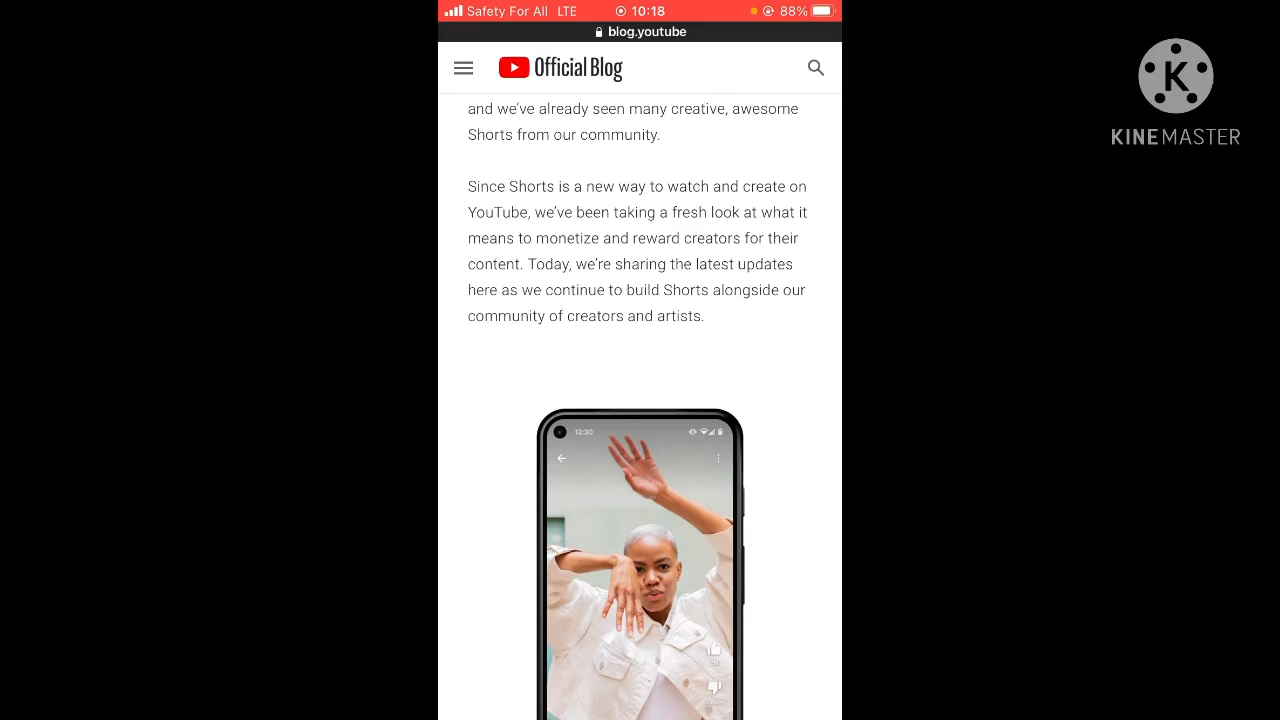 Safety For All LTE 10:18 88%
blog.youtube
Official Blog
KINEMASTER
and we've already seen many creative, awesome
Shorts from our community.
Since Shorts is a new way to watch and create on
YouTube, we've been taking a fresh look at what it
means to monetize and reward creators for their
content. Today, we're sharing the latest updates
here as we continue to build Shorts alongside our
community of creators and artists.
12:30